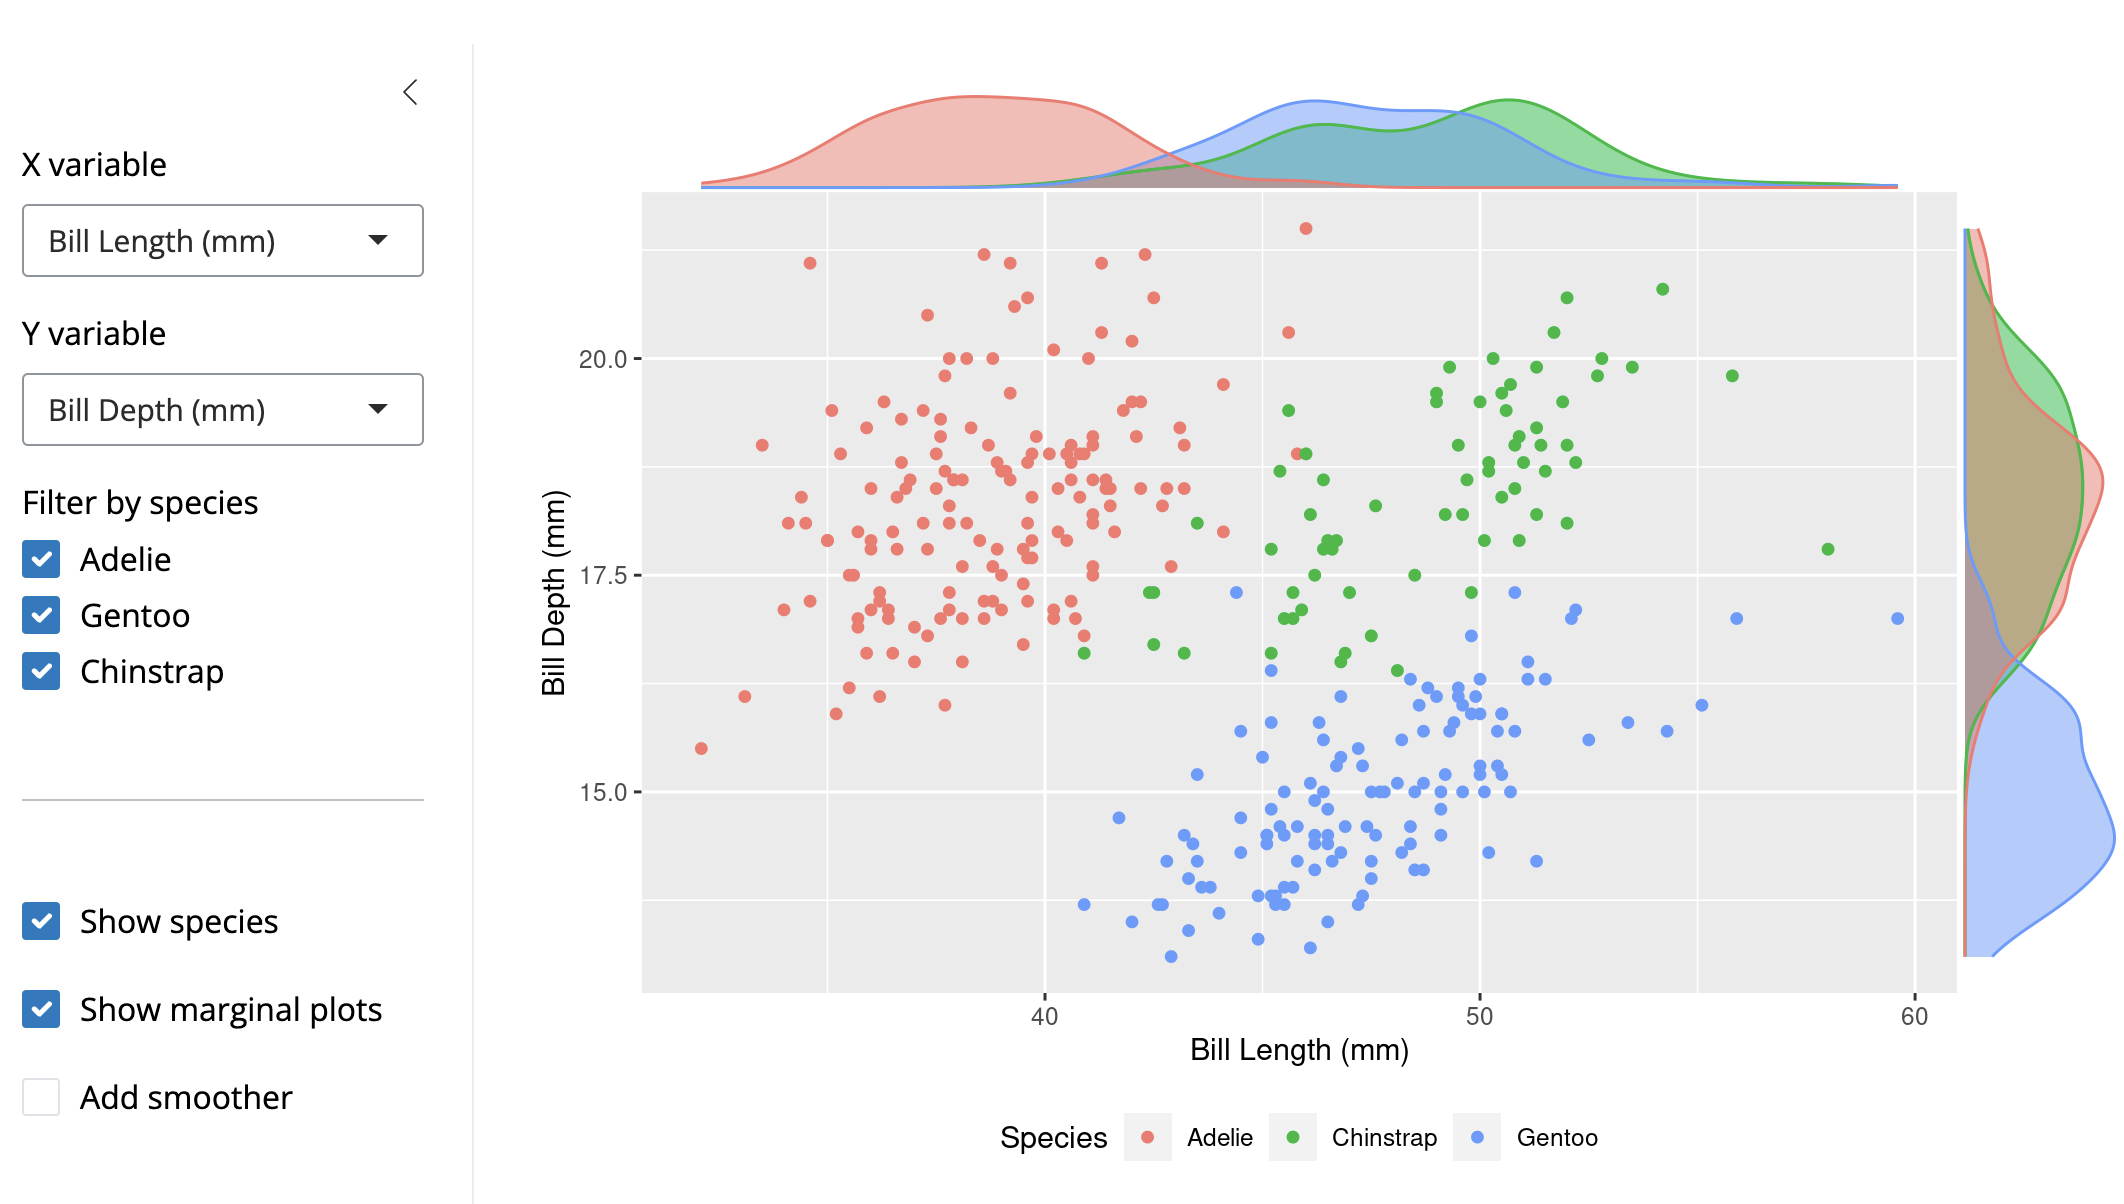 X variable
Bill Length (mm)
Y variable
Bill Depth (mm)
Filter by species
Adelie
Gentoo
Chinstrap
Show species
Show marginal plots
Add smoother
Bill Depth (mm)
20.0
17.5
15.0
40 50 60
Bill Length (mm)
Species Adelie Chinstrap Gentoo